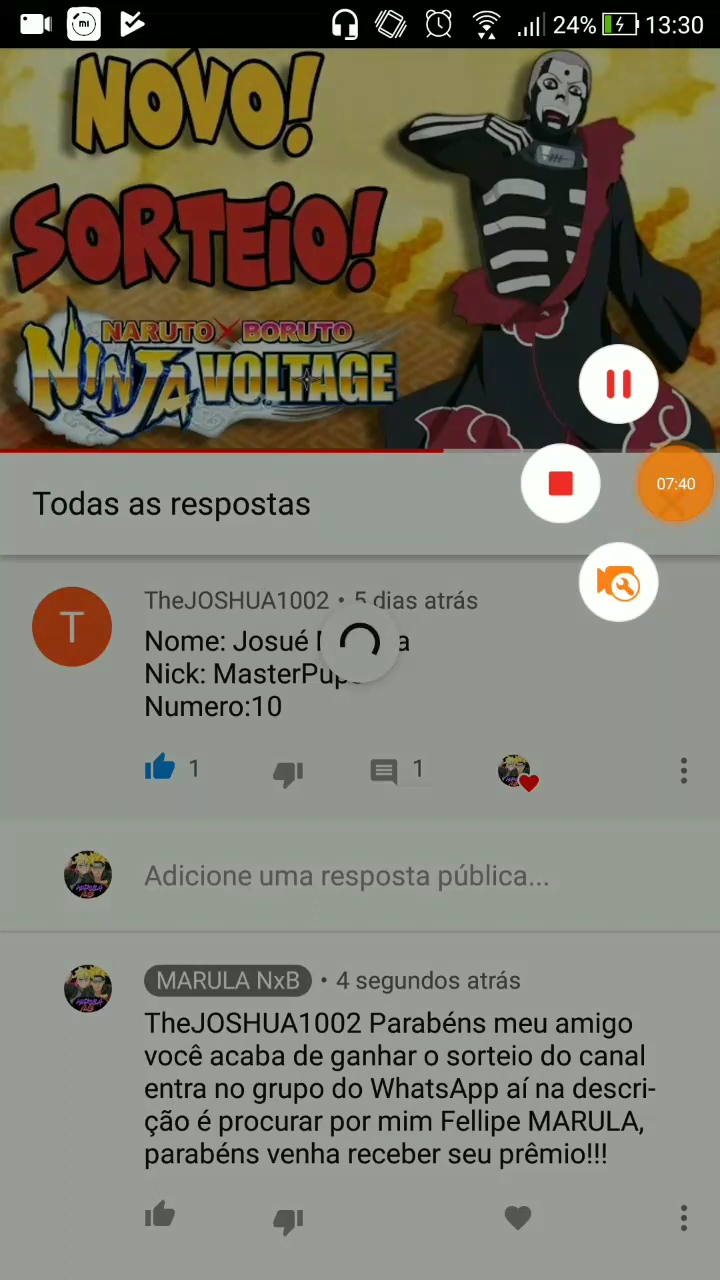 24% 13:30
NOVO!
SORTEIO!
NARUTO X BORUTO
NINJA VOLTAGE
07:40
Todas as respostas
TheJOSHUA1002 • 5 dias atrás
Nome: Josué
Nick:
Numero:10
1 1
T
Adicione uma resposta pública...
MARULA NxB • 4 segundos atrás
TheJOSHUA1002 Parabéns meu amigo
você acaba de ganhar o sorteio do canal
entra no grupo do WhatsApp aí na descri-
ção é procurar por mim Fellipe MARULA,
parabéns venha receber seu prêmio!!!